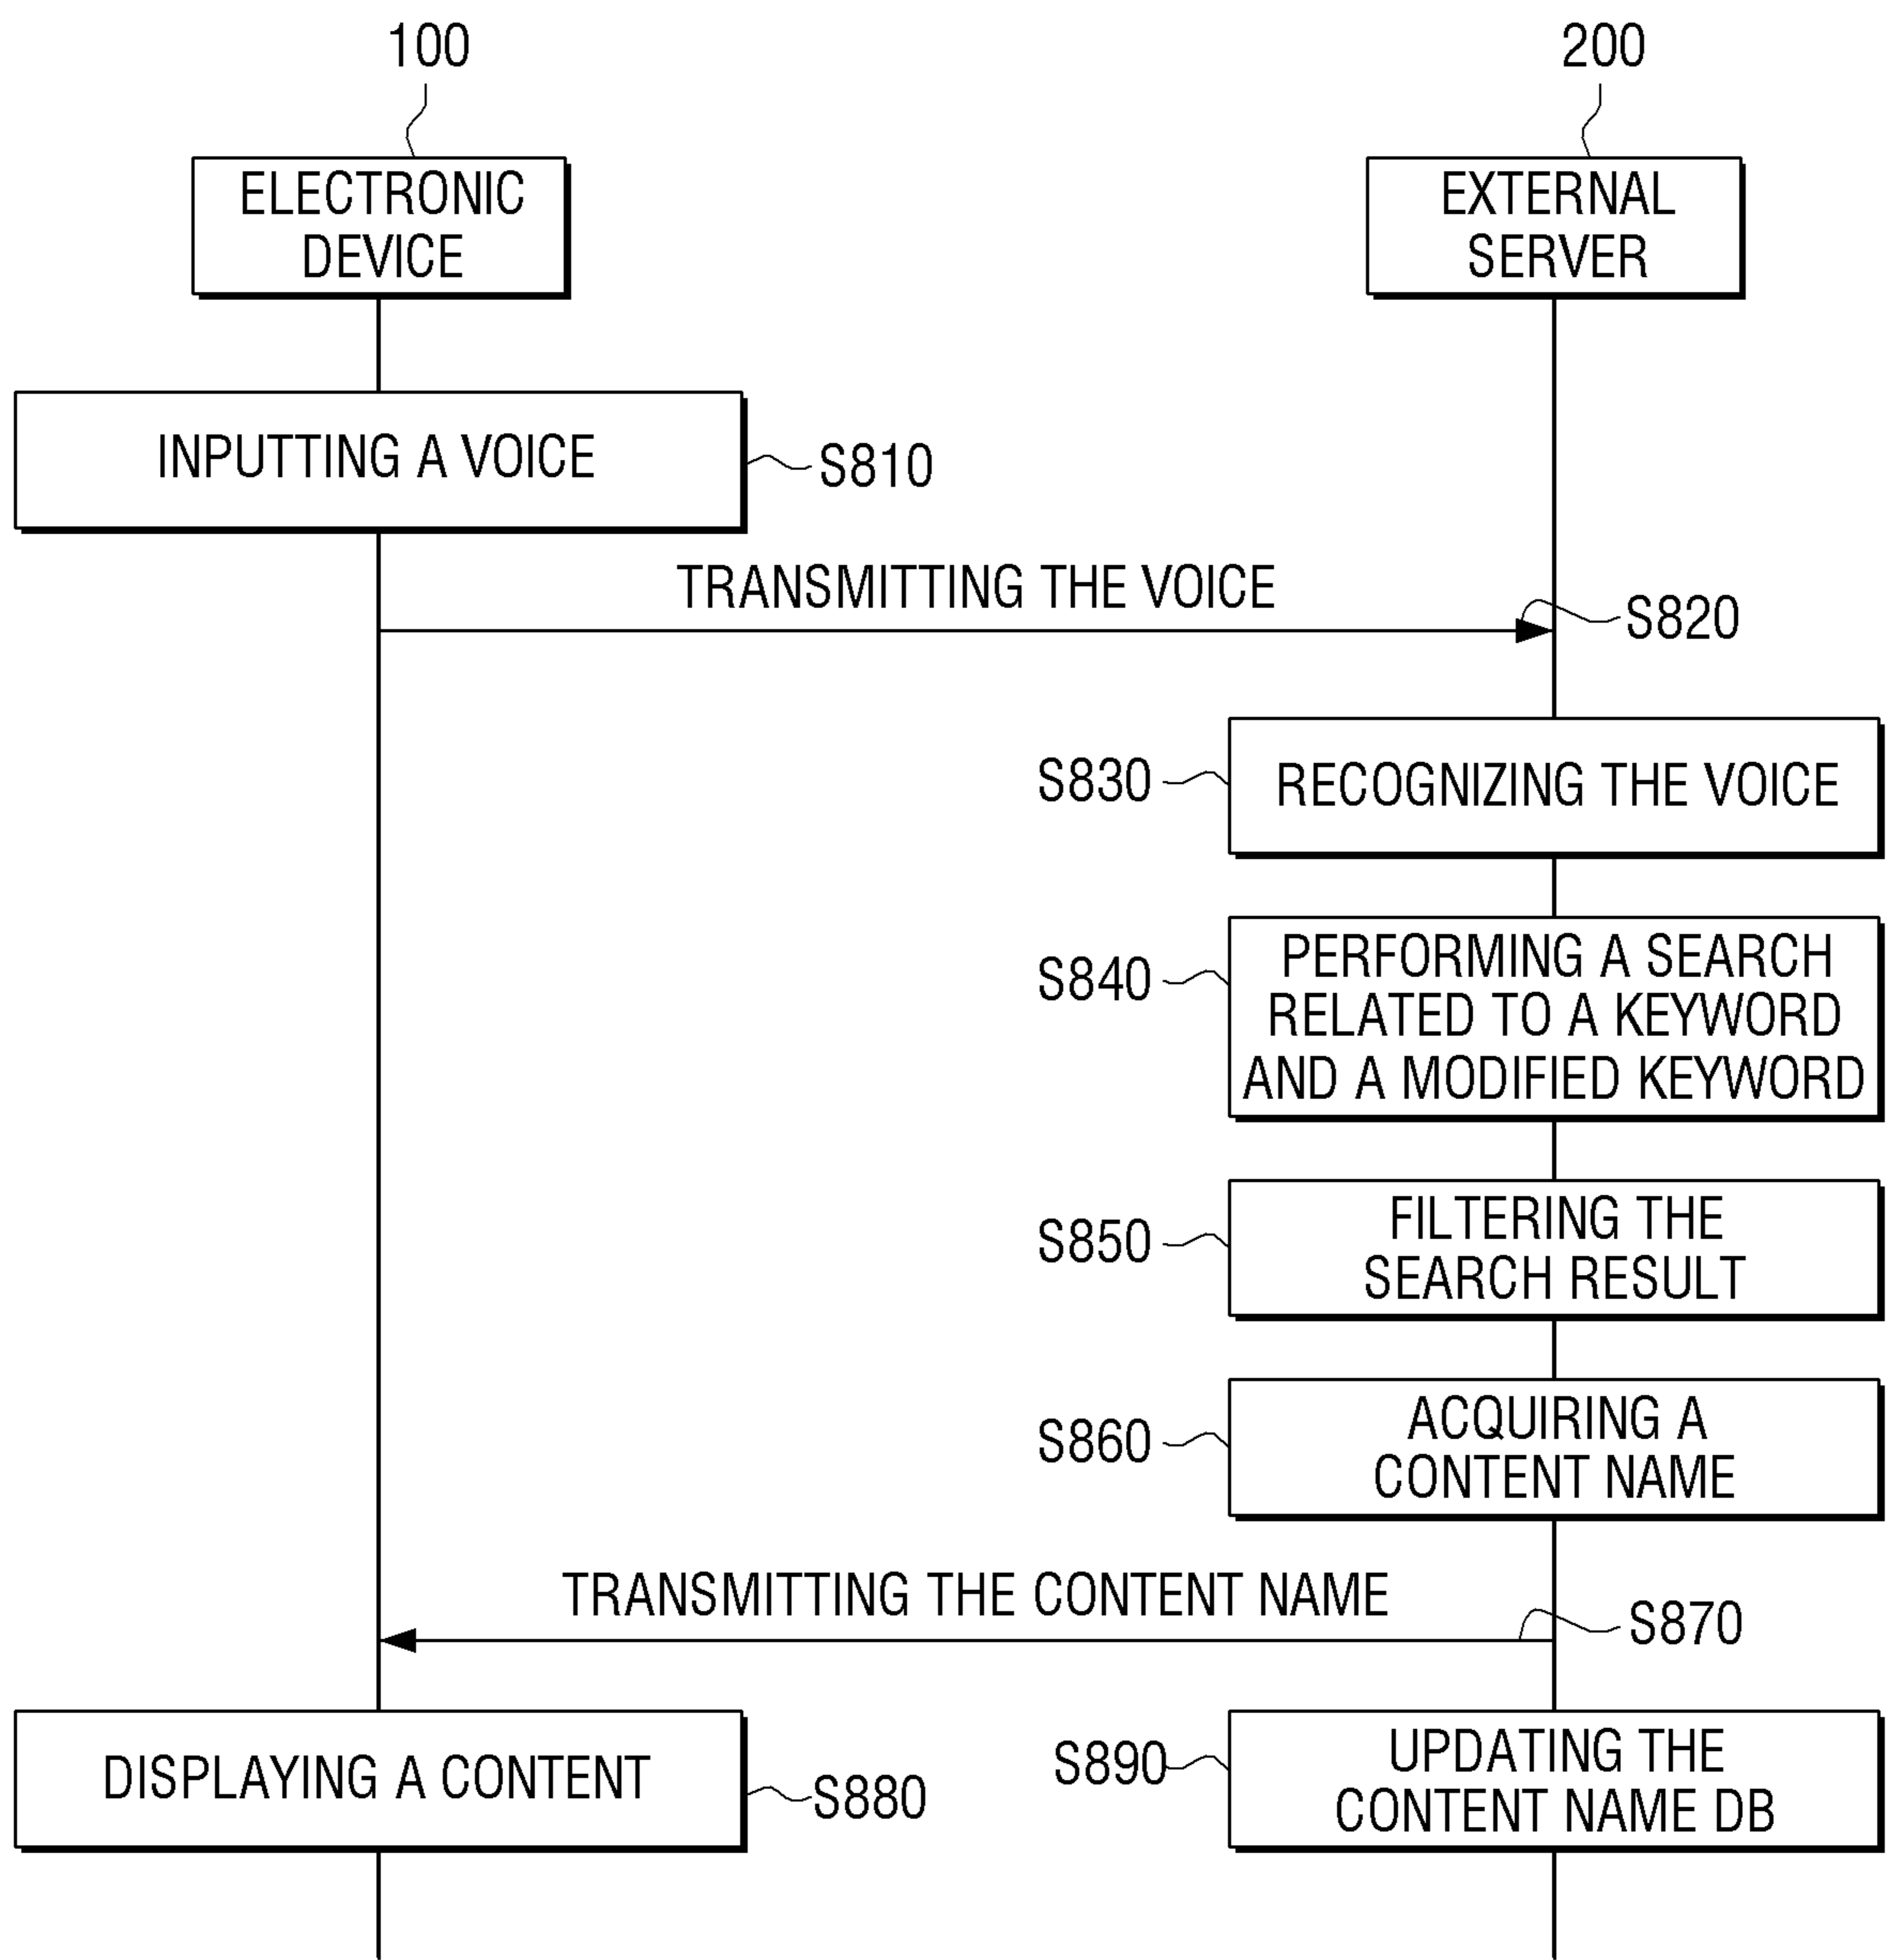 100
200
ELECTRONIC
DEVICE
EXTERNAL
SERVER
INPUTTING A VOICE
S810
TRANSMITTING THE VOICE
S820
S830
RECOGNIZING THE VOICE
S840
PERFORMING A SEARCH
RELATED TO A KEYWORD
AND A MODIFIED KEYWORD
S850
FILTERING THE
SEARCH RESULT
S860
ACQUIRING A
CONTENT NAME
TRANSMITTING THE CONTENT NAME
S870
DISPLAYING A CONTENT
S880
S890
UPDATING THE
CONTENT NAME DB